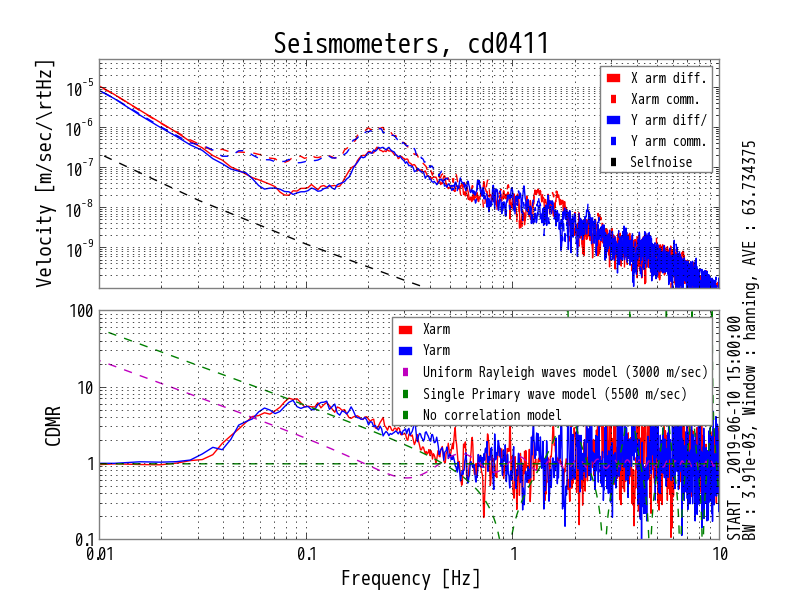 Seismometers, cd0411
Velocity [m/sec/\rtHz]
10^-5
10^-6
10^-7
10^-8
10^-9
X arm diff.
Xarm comm.
Y arm diff/
Y arm comm.
Selfnoise
CDMR
100
10
1
0.1
Xarm
Yarm
Uniform Rayleigh waves model (3000 m/sec)
Single Primary wave model (5500 m/sec)
No correlation model
0.01
0.1
1
10
Frequency [Hz]
START : 2019-06-10 15:00:00
BW : 3.91e-03, Window : hanning, AVE : 63.734375